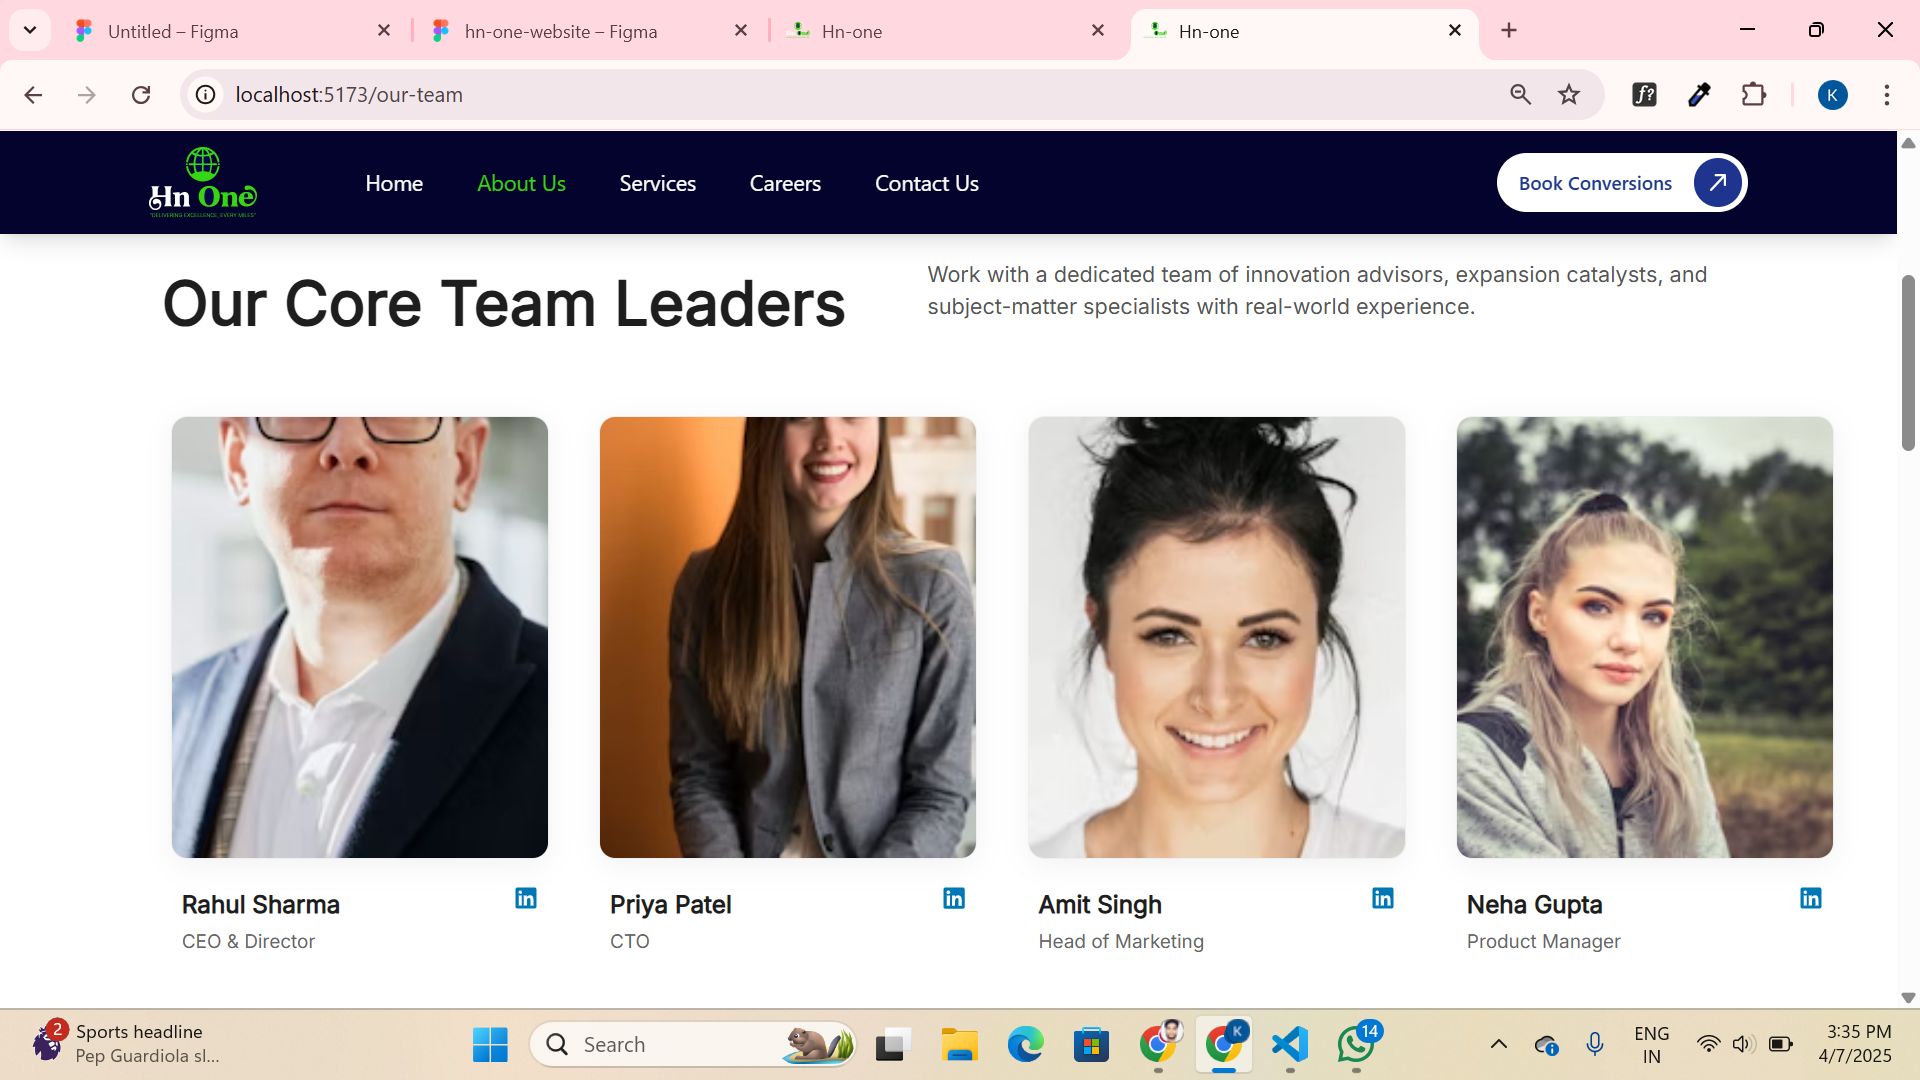 Untitled – Figma
hn-one-website – Figma
Hn-one
Hn-one
localhost:5173/our-team
f?
K
Hn One
"DELIVERING EXCELLENCE, EVERY MILES"
Home
About Us
Services
Careers
Contact Us
Book Conversions
Our Core Team Leaders
Work with a dedicated team of innovation advisors, expansion catalysts, and
subject-matter specialists with real-world experience.
Rahul Sharma
in
CEO & Director
Priya Patel
in
CTO
Amit Singh
in
Head of Marketing
Neha Gupta
in
Product Manager
2
Sports headline
Pep Guardiola sl...
Search
K
14
ENG
IN
3:35 PM
4/7/2025